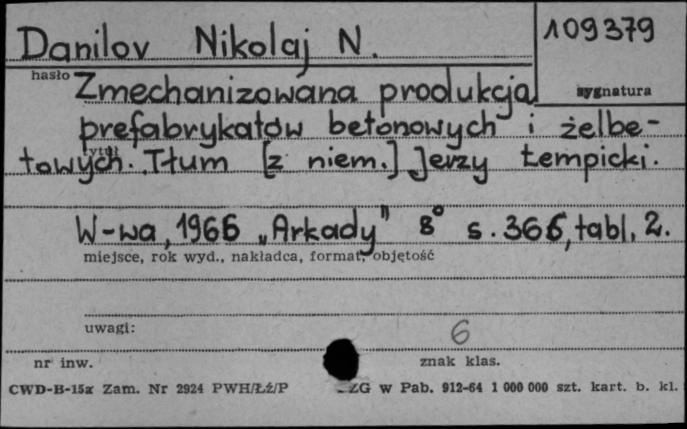 Danilov Nikolaj N.
109379
hasło
sygnatura
Zmechanizowana produkcja
prefabrykatów betonowych i żelbe-
tytuł
towych. Tłum [z niem.] Jerzy Łempicki.
W-wa, 1966 „Arkady" 8° s. 366, tabl. 2.
miejsce, rok wyd., nakładca, format, objętość
uwagi:
6
nr inw.
znak klas.
CWD-B-15a Zam. Nr 2924 PWH/Łź/P ZG w Pab. 912-64 1 000 000 szt. kart. b. kl.